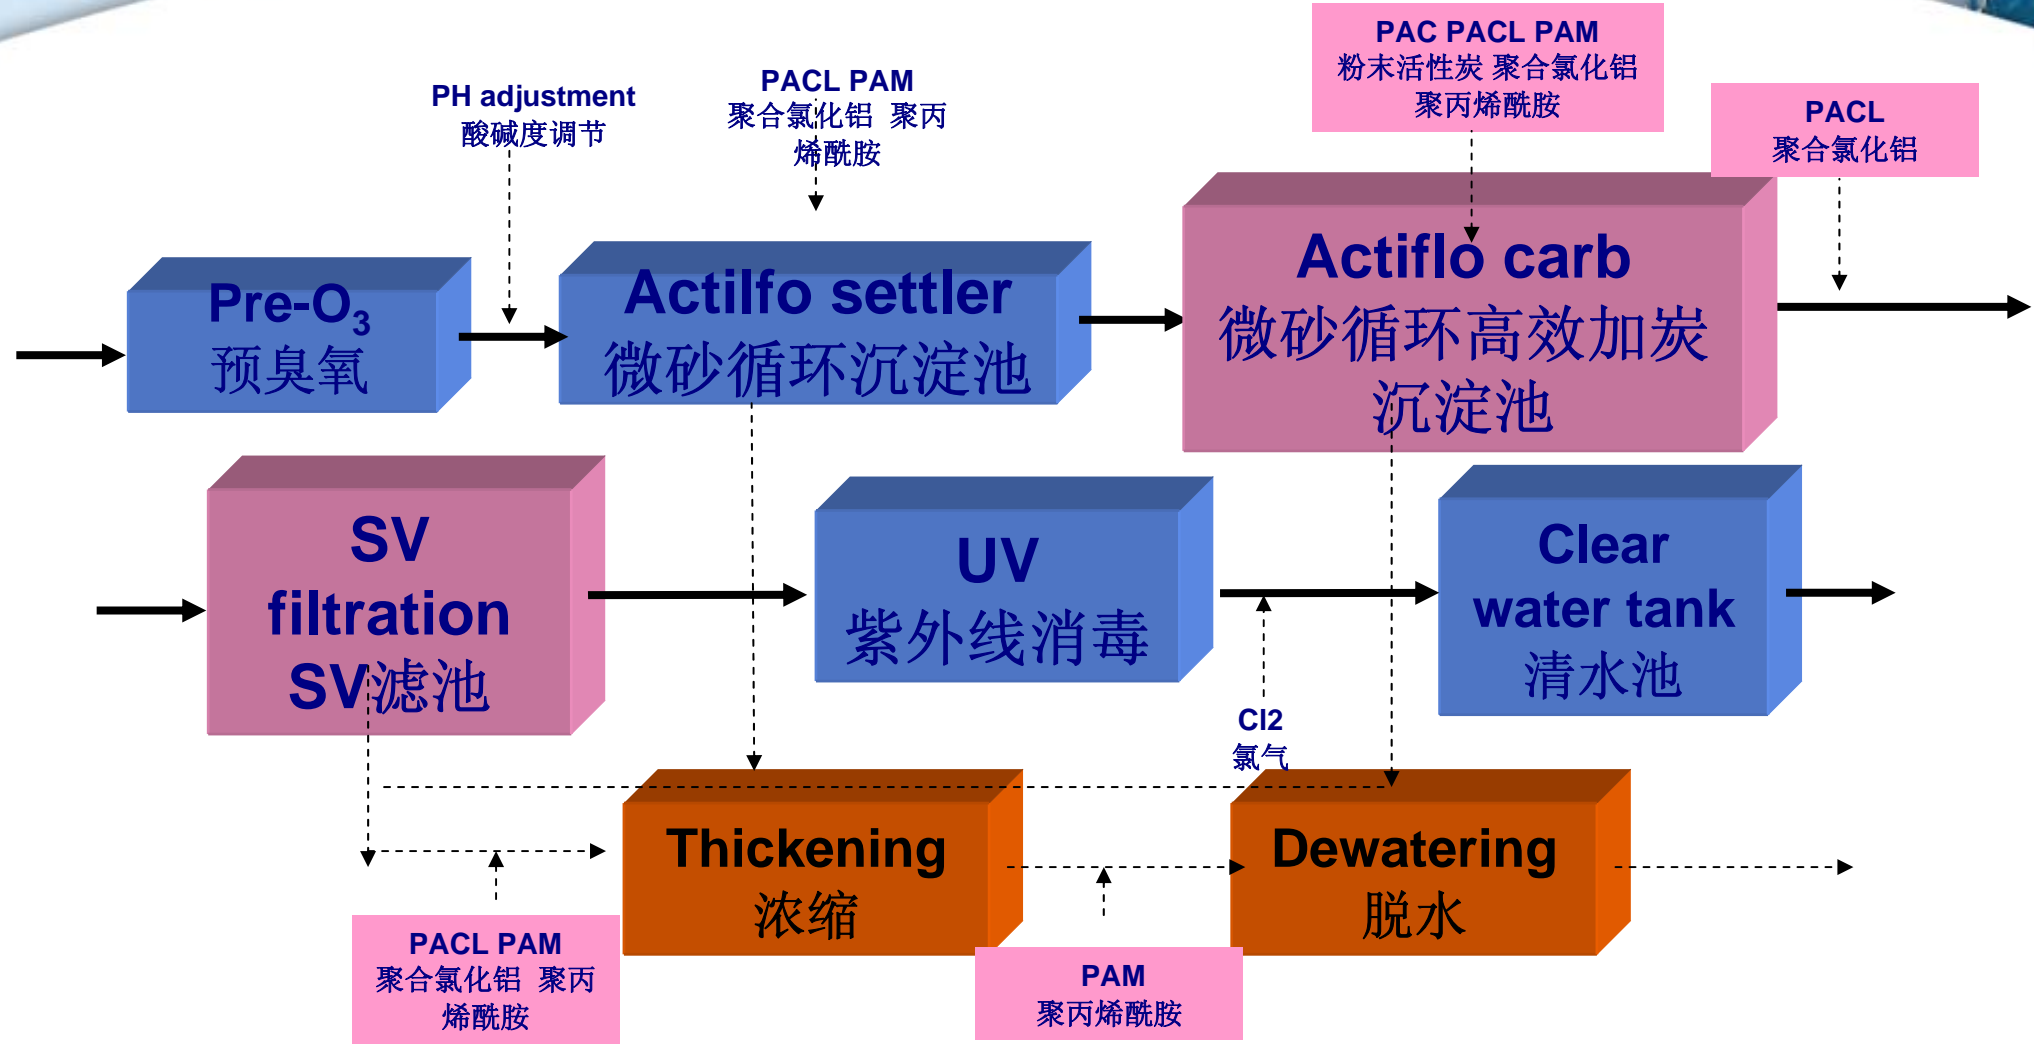 PAC PACL PAM
粉末活性炭 聚合氯化铝
聚丙烯酰胺
PACL PAM
聚合氯化铝 聚丙
烯酰胺
PH adjustment
酸碱度调节
PACL
聚合氯化铝
Pre-O₃
预臭氧
Actilfo settler
微砂循环沉淀池
Actiflo carb
微砂循环高效加炭
沉淀池
SV
filtration
SV滤池
UV
紫外线消毒
Clear
water tank
清水池
Cl2
氯气
Thickening
浓缩
Dewatering
脱水
PACL PAM
聚合氯化铝 聚丙
烯酰胺
PAM
聚丙烯酰胺